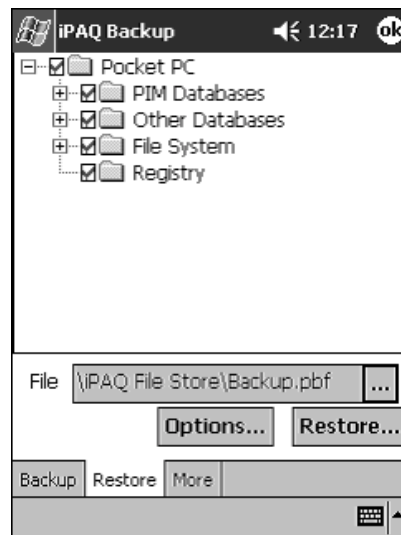 iPAQ Backup 12:17 ok
Pocket PC
PIM Databases
Other Databases
File System
Registry
File \iPAQ File Store\Backup.pbf ...
Options... Restore...
Backup Restore More